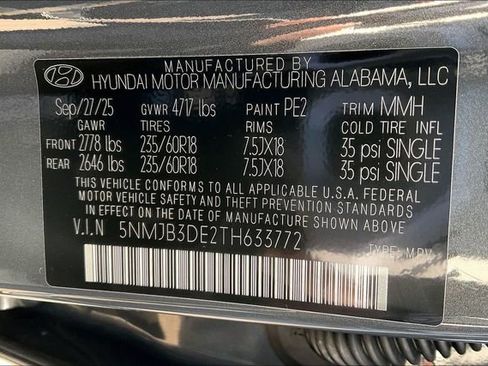 MANUFACTURED BY
HYUNDAI MOTOR MANUFACTURING ALABAMA, LLC
Sep/27/25 GVWR 4717 lbs PAINT PE2 TRIM MMH
GAWR TIRES RIMS COLD TIRE INFL
FRONT 2778 lbs 235/60R18 7.5JX18 35 psi SINGLE
REAR 2646 lbs 235/60R18 7.5JX18 35 psi SINGLE
THIS VEHICLE CONFORMS TO ALL APPLICABLE U.S.A. FEDERAL
MOTOR VEHICLE SAFETY AND THEFT PREVENTION STANDARDS
IN EFFECT ON THE DATE OF MANUFACTURE SHOWN ABOVE.
V.I.N 5NMJB3DE2TH633772
TYPE: M.P.V